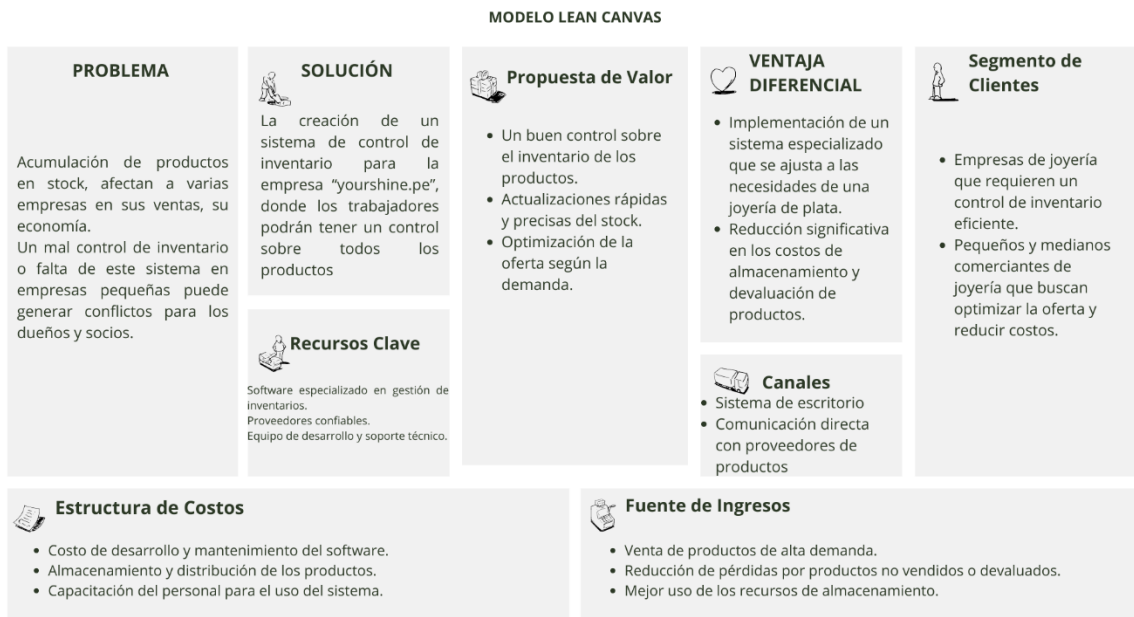 MODELO LEAN CANVAS
PROBLEMA
Acumulación de productos
en stock, afectan a varias
empresas en sus ventas, su
economía.
Un mal control de inventario
o falta de este sistema en
empresas pequeñas puede
generar conflictos para los
dueños y socios.
SOLUCIÓN
La creación de un
sistema de control de
inventario para la
empresa “yourshine.pe”,
donde los trabajadores
podrán tener un control
sobre todos los
productos
Recursos Clave
Software especializado en gestión de
inventarios.
Proveedores confiables.
Equipo de desarrollo y soporte técnico.
Propuesta de Valor
• Un buen control sobre
el inventario de los
productos.
• Actualizaciones rápidas
y precisas del stock.
• Optimización de la
oferta según la
demanda.
VENTAJA
DIFERENCIAL
• Implementación de un
sistema especializado
que se ajusta a las
necesidades de una
joyería de plata.
• Reducción significativa
en los costos de
almacenamiento y
devaluación de
productos.
Canales
• Sistema de escritorio
• Comunicación directa
con proveedores de
productos
Segmento de
Clientes
• Empresas de joyería
que requieren un
control de inventario
eficiente.
• Pequeños y medianos
comerciantes de
joyería que buscan
optimizar la oferta y
reducir costos.
Estructura de Costos
• Costo de desarrollo y mantenimiento del software.
• Almacenamiento y distribución de los productos.
• Capacitación del personal para el uso del sistema.
Fuente de Ingresos
• Venta de productos de alta demanda.
• Reducción de pérdidas por productos no vendidos o devaluados.
• Mejor uso de los recursos de almacenamiento.